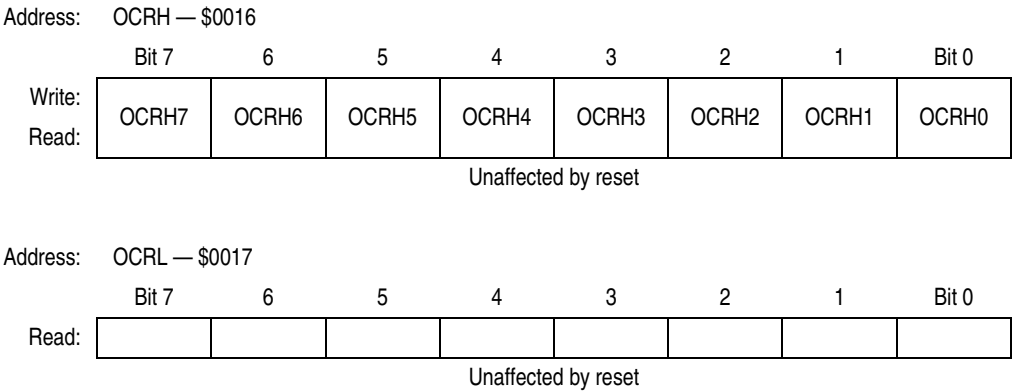 Address: OCRH — $0016
Bit 7 6 5 4 3 2 1 Bit 0
Write:
OCRH7 OCRH6 OCRH5 OCRH4 OCRH3 OCRH2 OCRH1 OCRH0
Read:
Unaffected by reset
Address: OCRL — $0017
Bit 7 6 5 4 3 2 1 Bit 0
Read:
Unaffected by reset